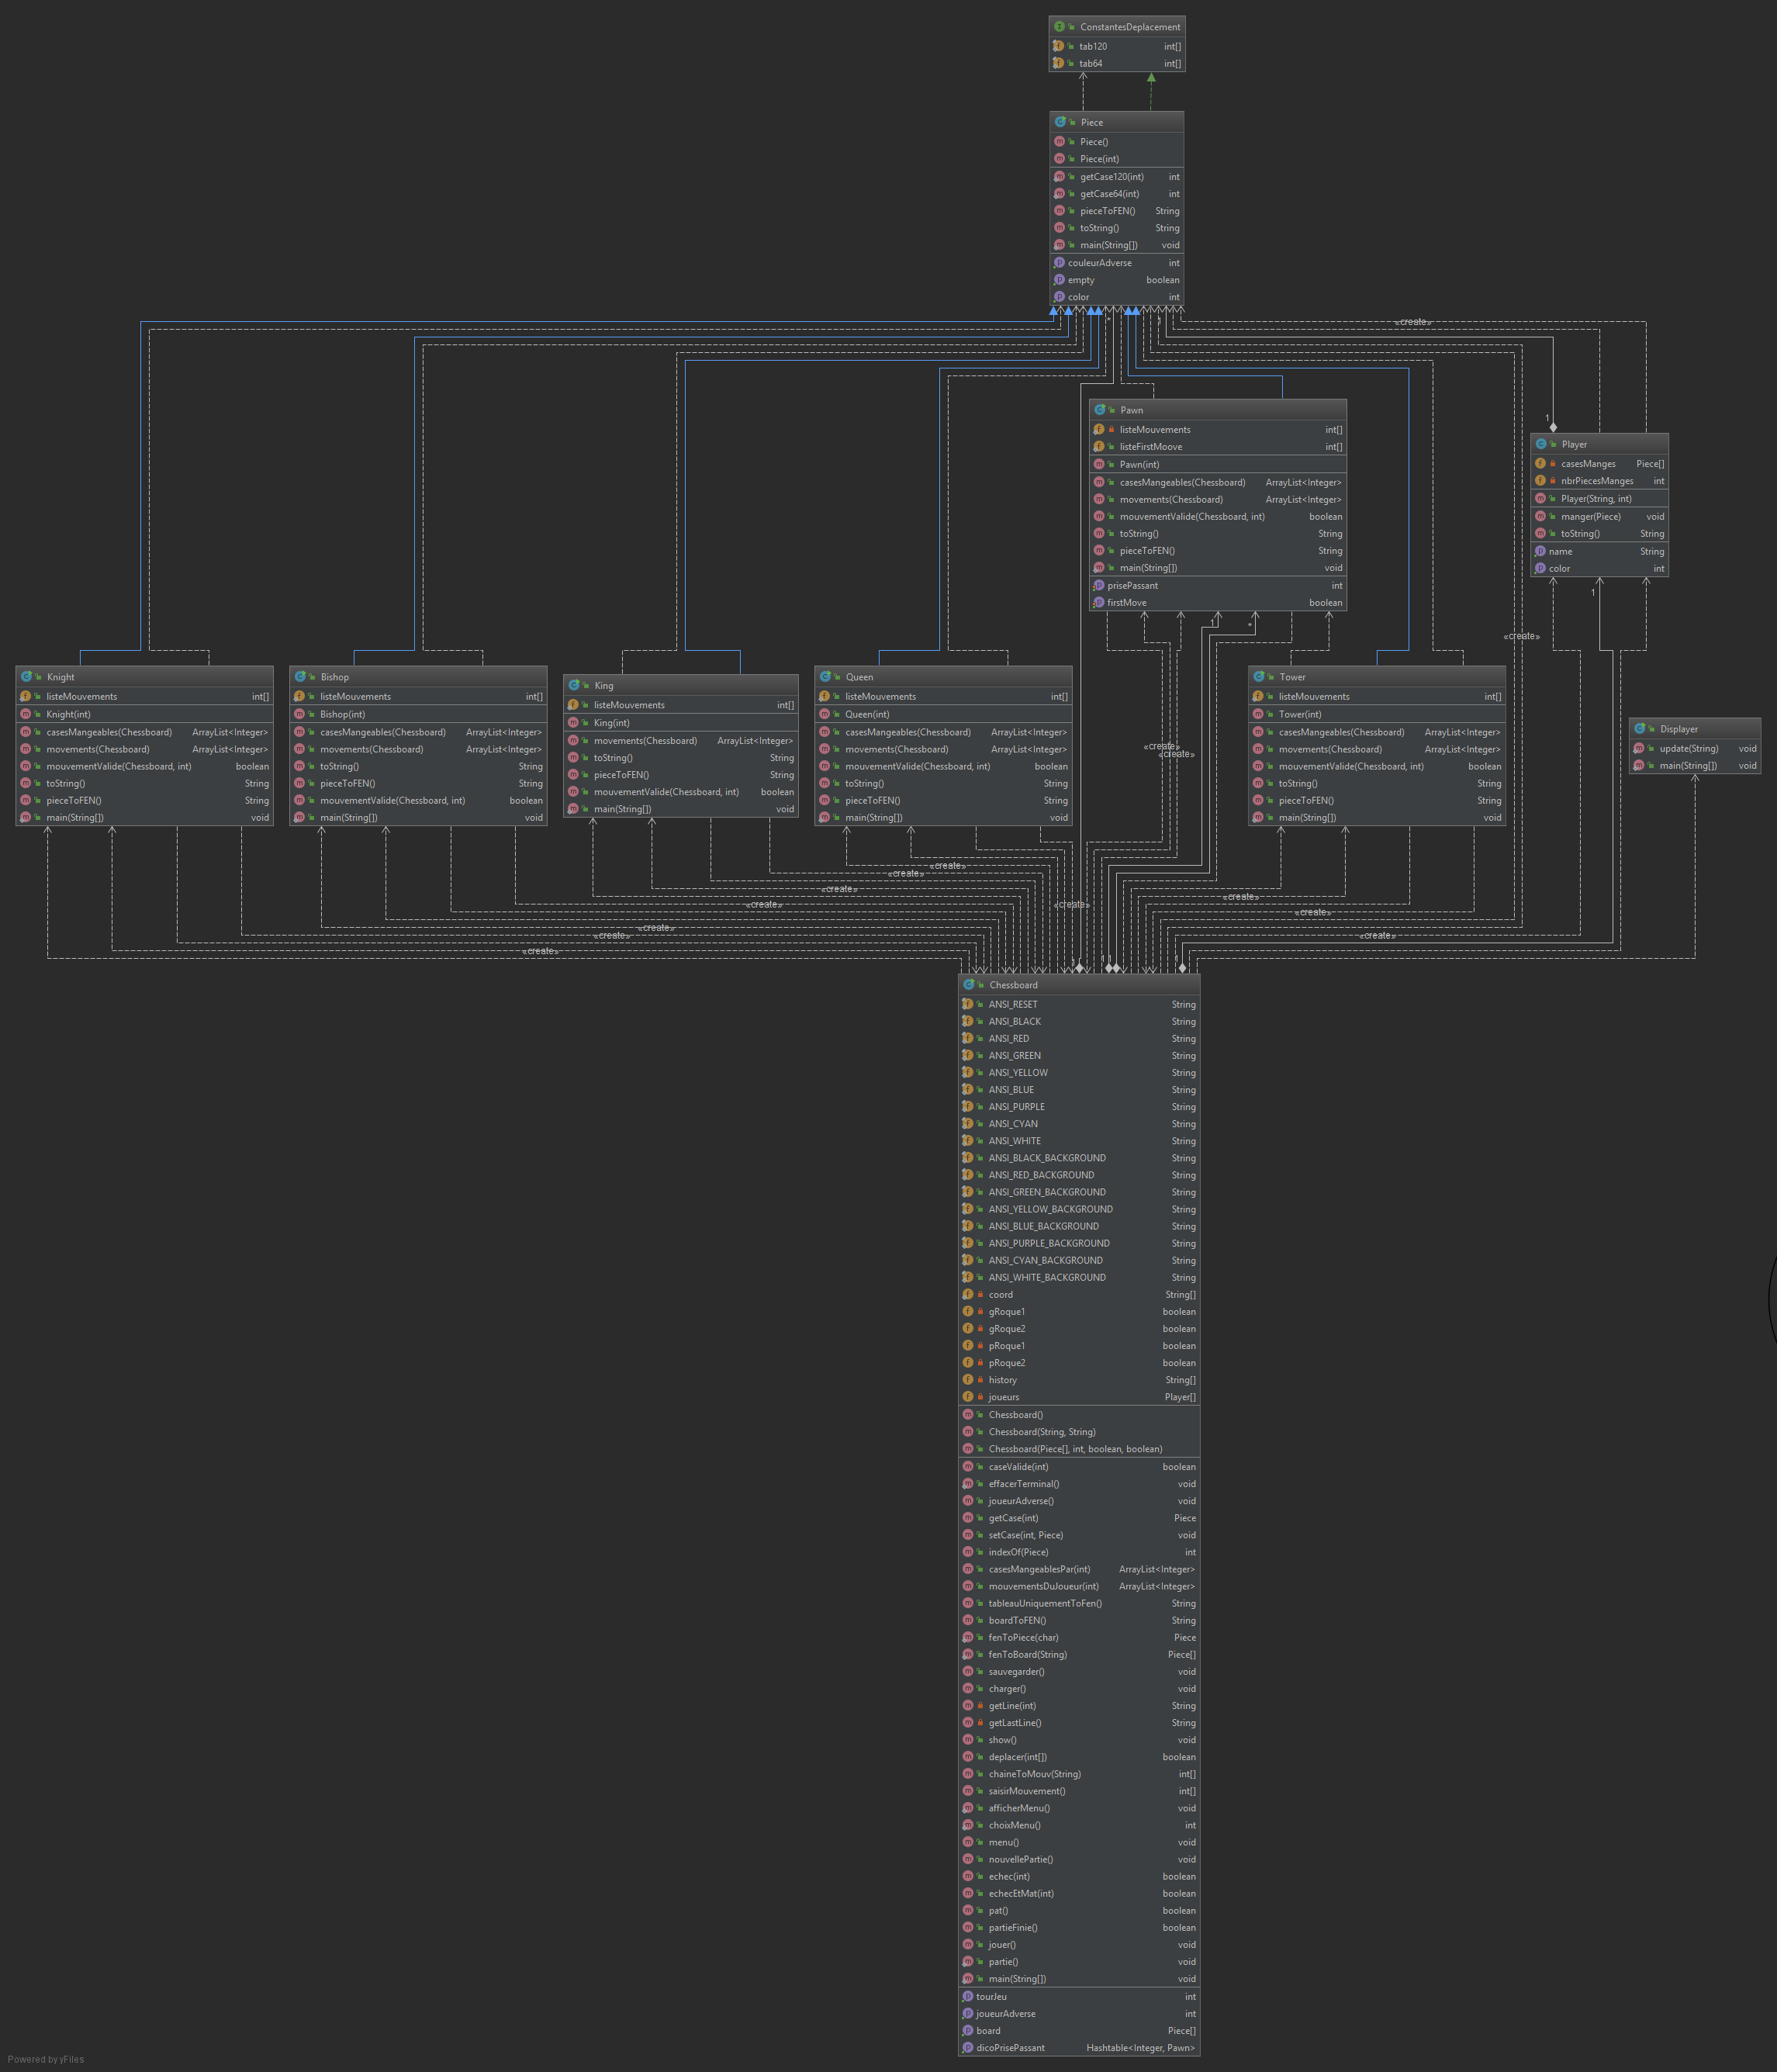 ConstantesDeplacement
tab120 int[]
tab64 int[]
Piece
Piece()
Piece(int)
getCase120(int) int
getCase64(int) int
pieceToFEN() String
toString() String
main(String[]) void
couleurAdverse int
empty boolean
color int
«create»
*
1
Pawn
listeMouvements int[]
listeFirstMoove int[]
Pawn(int)
casesMangeables(Chessboard) ArrayList<Integer>
movements(Chessboard) ArrayList<Integer>
mouvementValide(Chessboard, int) boolean
toString() String
pieceToFEN() String
main(String[]) void
prisePassant int
firstMove boolean
Player
casesManges Piece[]
nbrPiecesManges int
Player(String, int)
manger(Piece) void
toString() String
name String
color int
1
1
*
«create»
Knight
listeMouvements int[]
Knight(int)
casesMangeables(Chessboard) ArrayList<Integer>
movements(Chessboard) ArrayList<Integer>
mouvementValide(Chessboard, int) boolean
toString() String
pieceToFEN() String
main(String[]) void
Bishop
listeMouvements int[]
Bishop(int)
casesMangeables(Chessboard) ArrayList<Integer>
movements(Chessboard) ArrayList<Integer>
toString() String
pieceToFEN() String
mouvementValide(Chessboard, int) boolean
main(String[]) void
King
listeMouvements int[]
King(int)
movements(Chessboard) ArrayList<Integer>
toString() String
pieceToFEN() String
mouvementValide(Chessboard, int) boolean
main(String[]) void
Queen
listeMouvements int[]
Queen(int)
casesMangeables(Chessboard) ArrayList<Integer>
movements(Chessboard) ArrayList<Integer>
mouvementValide(Chessboard, int) boolean
toString() String
pieceToFEN() String
main(String[]) void
«create»
«create»
Tower
listeMouvements int[]
Tower(int)
casesMangeables(Chessboard) ArrayList<Integer>
movements(Chessboard) ArrayList<Integer>
mouvementValide(Chessboard, int) boolean
toString() String
pieceToFEN() String
main(String[]) void
Displayer
update(String) void
main(String[]) void
«create»
«create»
«create»
«create»
«create»
«create»
«create»
«create»
«create»
«create»
«create»
Chessboard
ANSI_RESET String
ANSI_BLACK String
ANSI_RED String
ANSI_GREEN String
ANSI_YELLOW String
ANSI_BLUE String
ANSI_PURPLE String
ANSI_CYAN String
ANSI_WHITE String
ANSI_BLACK_BACKGROUND String
ANSI_RED_BACKGROUND String
ANSI_GREEN_BACKGROUND String
ANSI_YELLOW_BACKGROUND String
ANSI_BLUE_BACKGROUND String
ANSI_PURPLE_BACKGROUND String
ANSI_CYAN_BACKGROUND String
ANSI_WHITE_BACKGROUND String
coord String[]
gRoque1 boolean
gRoque2 boolean
pRoque1 boolean
pRoque2 boolean
history String[]
joueurs Player[]
Chessboard()
Chessboard(String, String)
Chessboard(Piece[], int, boolean, boolean)
caseValide(int) boolean
effacerTerminal() void
joueurAdverse() void
getCase(int) Piece
setCase(int, Piece) void
indexOf(Piece) int
casesMangeablesPar(int) ArrayList<Integer>
mouvementsDuJoueur(int) ArrayList<Integer>
tableauUniquementToFen() String
boardToFEN() String
fenToPiece(char) Piece
fenToBoard(String) Piece[]
sauvegarder() void
charger() void
getLine(int) String
getLastLine() String
show() void
deplacer(int[]) boolean
chaineToMouv(String) int[]
saisirMouvement() int[]
afficherMenu() void
choixMenu() int
menu() void
nouvellePartie() void
echec(int) boolean
echecEtMat(int) boolean
pat() boolean
partieFinie() boolean
jouer() void
partie() void
main(String[]) void
tourJeu int
joueurAdverse int
board Piece[]
dicoPrisePassant Hashtable<Integer, Pawn>
Powered by yFiles